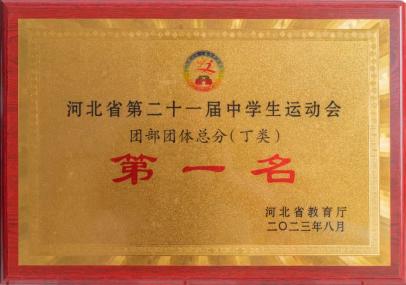 河北省第二十一届中学生运动会
团部团体总分(丁类)
第一名
河北省教育厅
二〇二三年八月